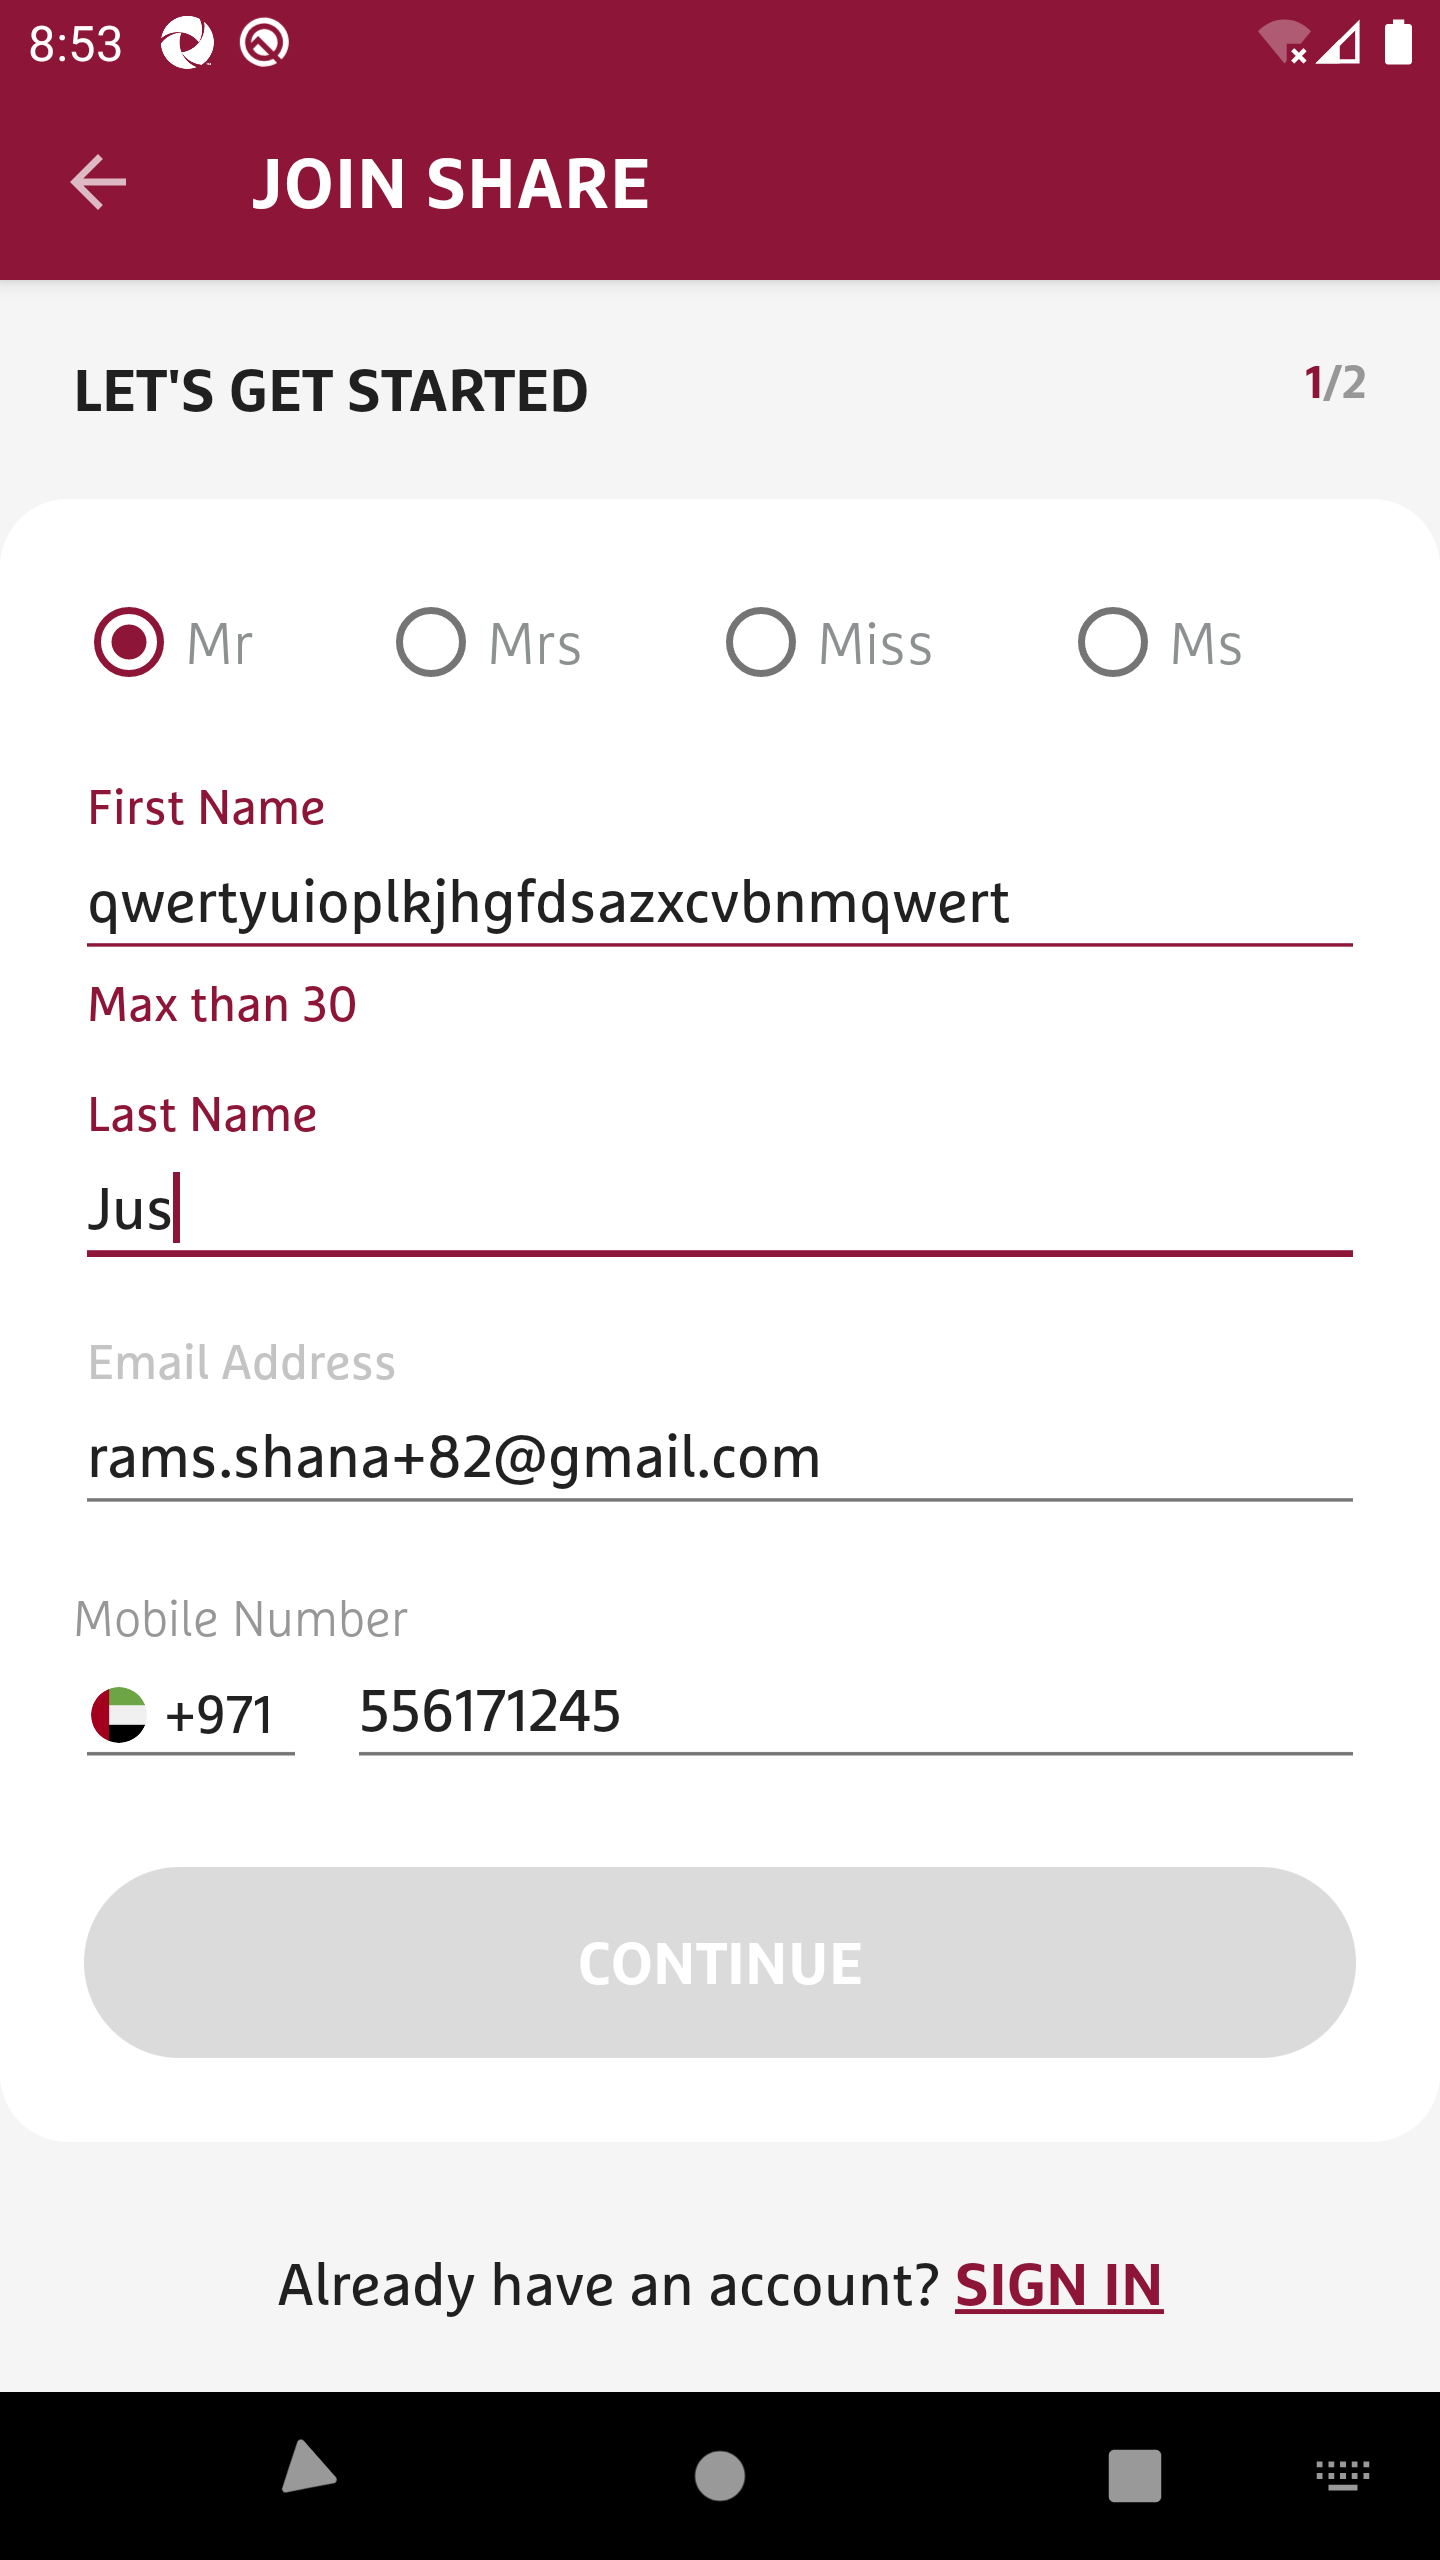 8:53
JOIN SHARE
LET'S GET STARTED
1/2
Mr Mrs Miss Ms
First Name
qwertyuioplkjhgfdsazxcvbnmqwert
Max than 30
Last Name
Jus
Email Address
rams.shana+82@gmail.com
Mobile Number
+971 556171245
CONTINUE
Already have an account? SIGN IN